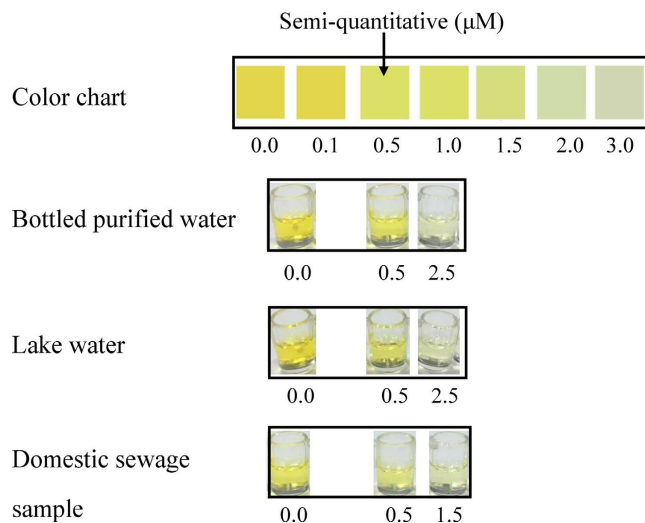 Semi-quantitative (μM)
Color chart
0.0 0.1 0.5 1.0 1.5 2.0 3.0
Bottled purified water
0.0 0.5 2.5
Lake water
0.0 0.5 2.5
Domestic sewage
sample
0.0 0.5 1.5